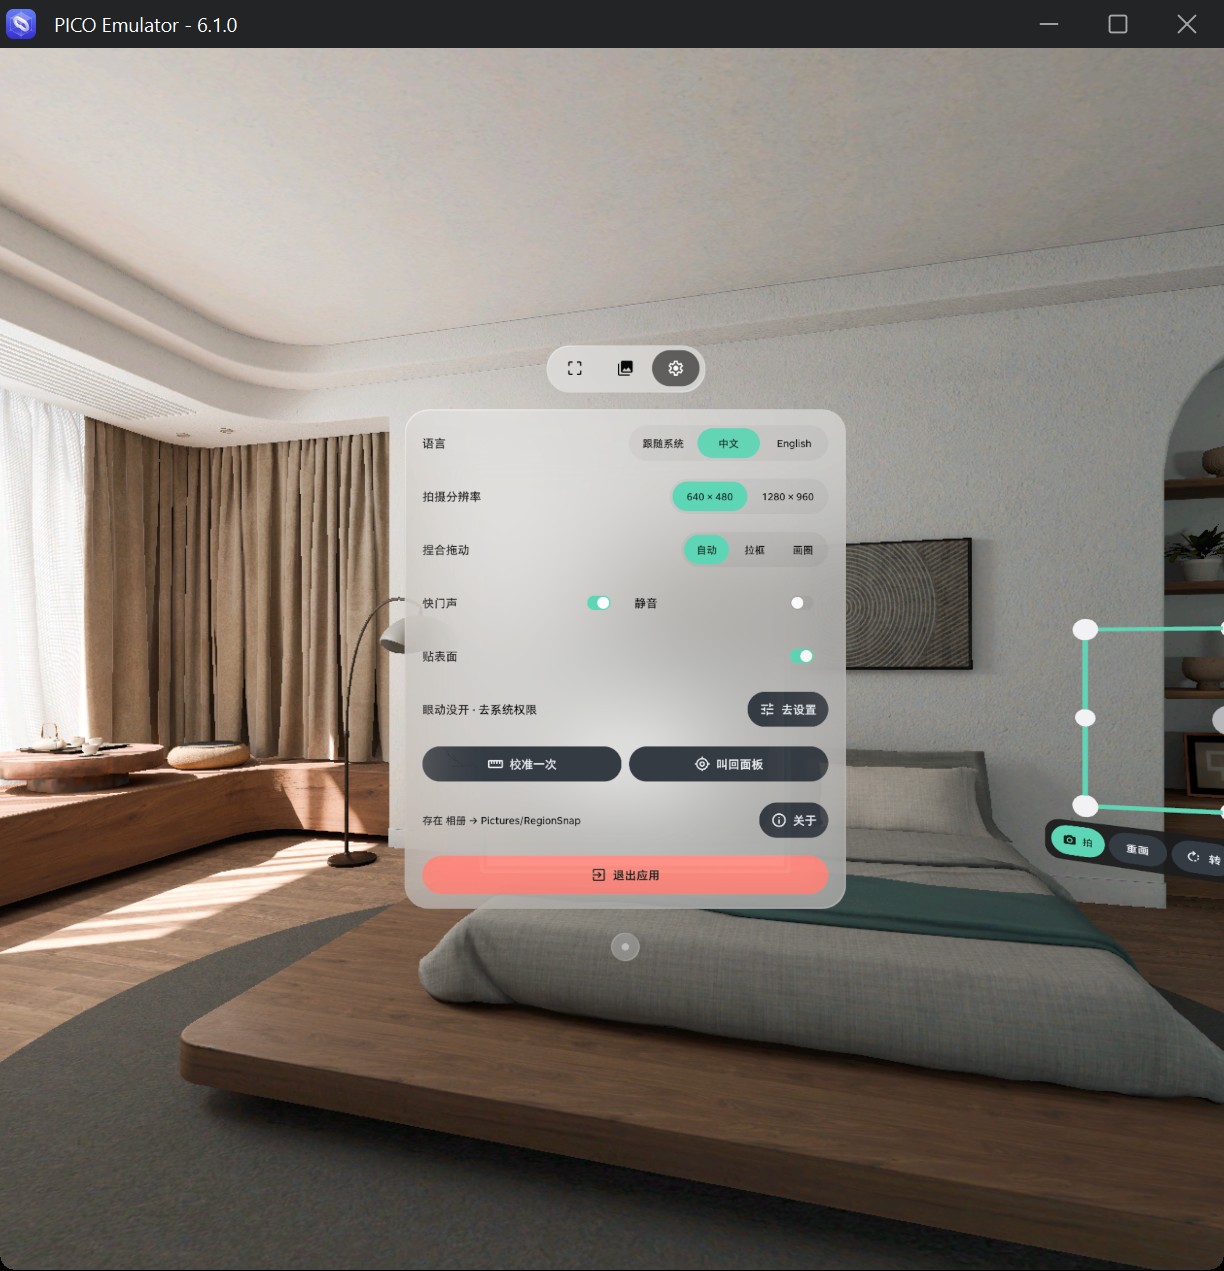 PICO Emulator - 6.1.0
语言 跟随系统 中文 English
拍摄分辨率 640 × 480 1280 × 960
捏合拖动 自动 拉框 画圈
快门声 静音
贴表面
眼动没开 · 去系统权限 去设置
校准一次 叫回面板
存在 相册 → Pictures/RegionSnap 关于
退出应用
拍 重画 转